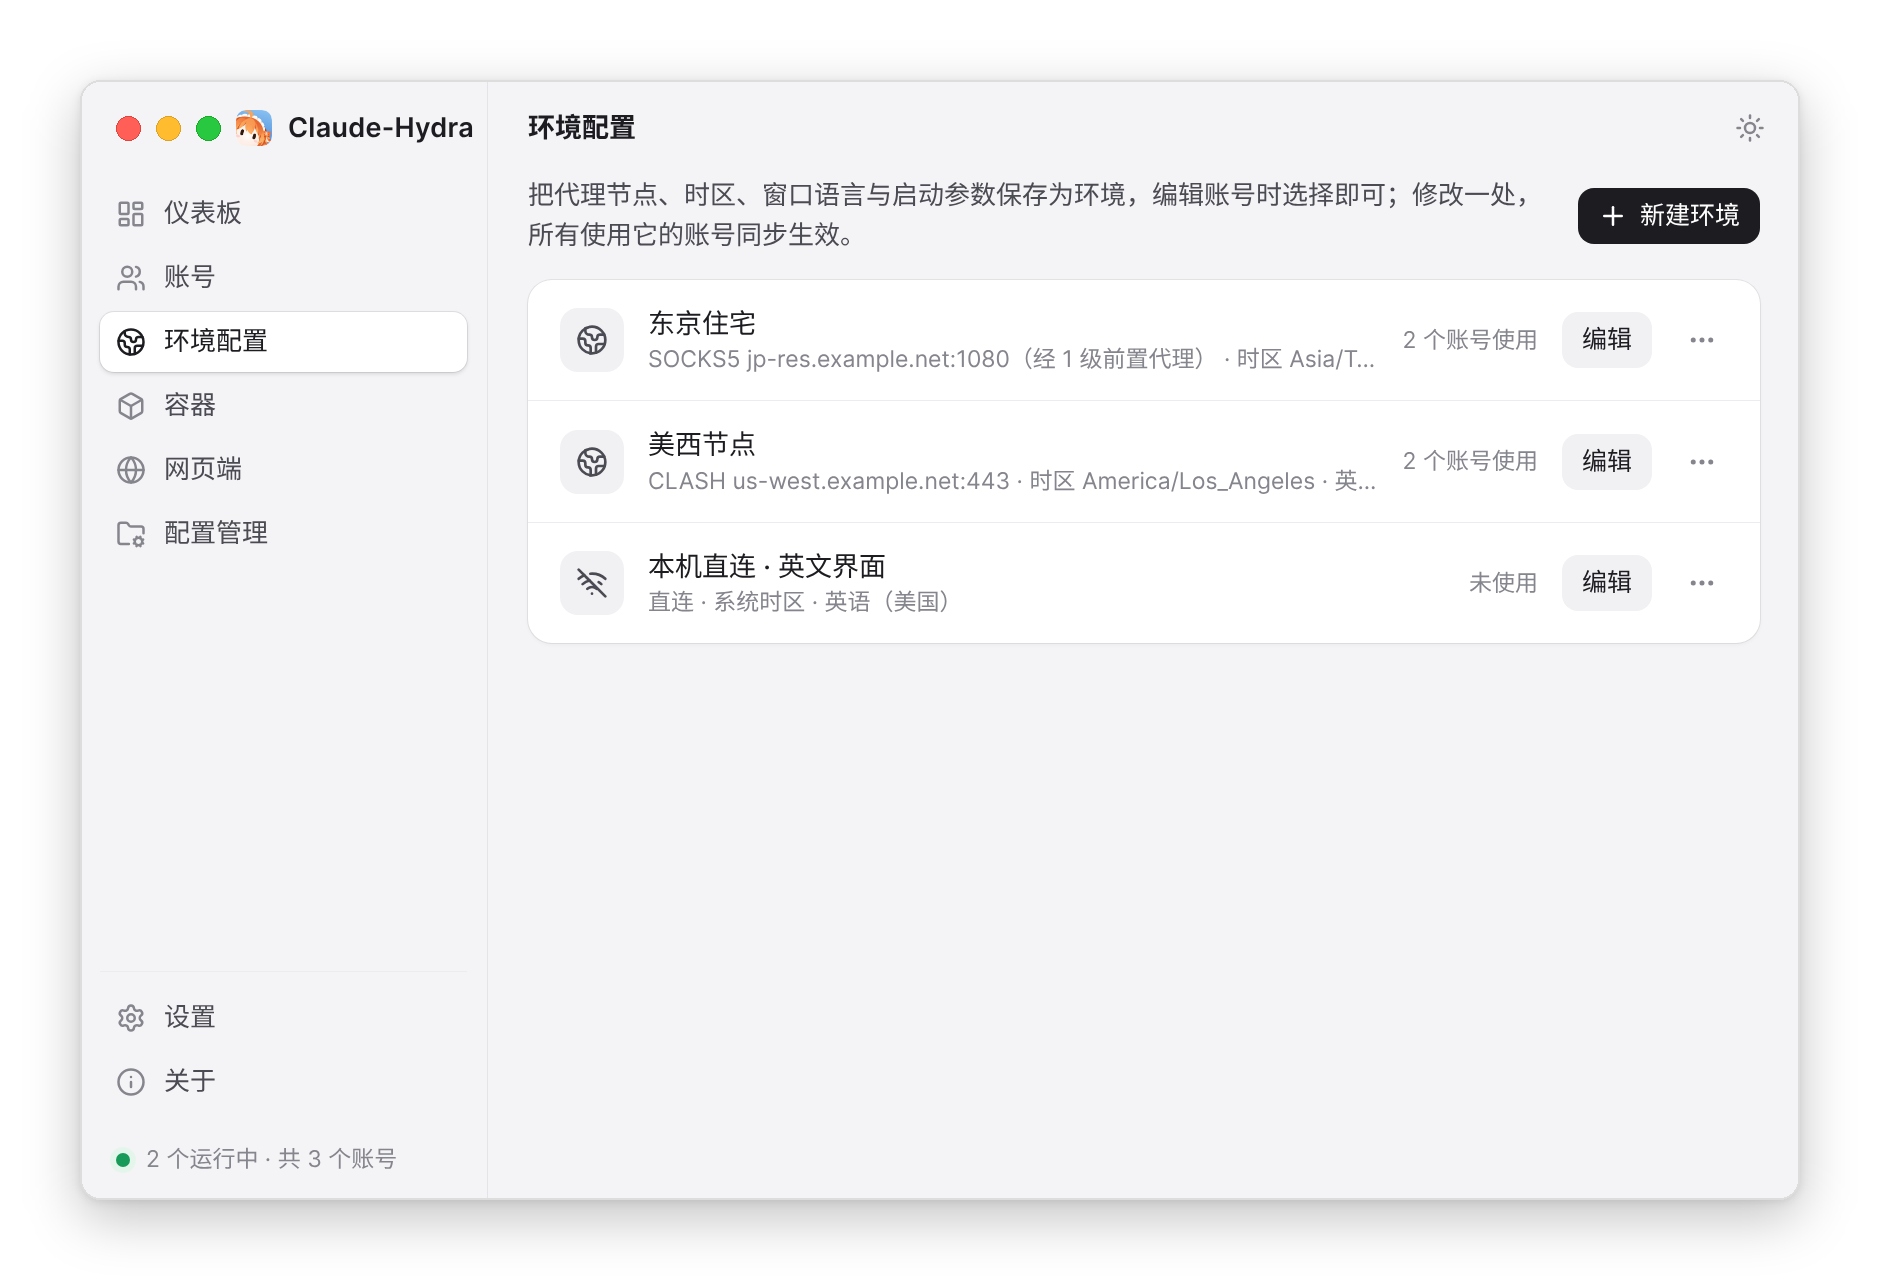 Claude-Hydra
仪表板
账号
环境配置
容器
网页端
配置管理
设置
关于
2 个运行中 · 共 3 个账号
环境配置
把代理节点、时区、窗口语言与启动参数保存为环境，编辑账号时选择即可；修改一处，
所有使用它的账号同步生效。
新建环境
东京住宅
SOCKS5 jp-res.example.net:1080（经 1 级前置代理） · 时区 Asia/T...
2 个账号使用
编辑
美西节点
CLASH us-west.example.net:443 · 时区 America/Los_Angeles · 英...
2 个账号使用
编辑
本机直连 · 英文界面
直连 · 系统时区 · 英语（美国）
未使用
编辑